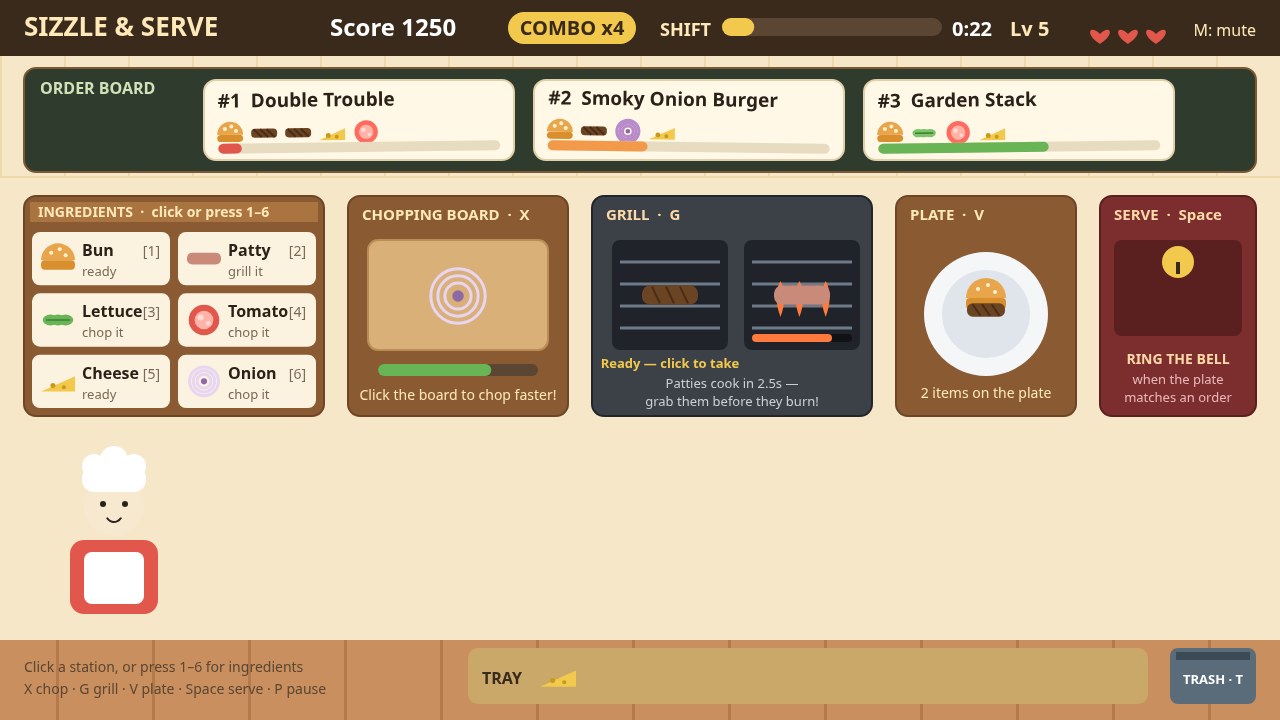 SIZZLE & SERVE
Score 1250
COMBO x4
SHIFT
0:22
Lv 5
M: mute
ORDER BOARD
#1 Double Trouble
#2 Smoky Onion Burger
#3 Garden Stack
INGREDIENTS · click or press 1–6
Bun [1]
ready
Patty [2]
grill it
Lettuce [3]
chop it
Tomato [4]
chop it
Cheese [5]
ready
Onion [6]
chop it
CHOPPING BOARD · X
Click the board to chop faster!
GRILL · G
Ready — click to take
Patties cook in 2.5s —
grab them before they burn!
PLATE · V
2 items on the plate
SERVE · Space
RING THE BELL
when the plate
matches an order
Click a station, or press 1–6 for ingredients
X chop · G grill · V plate · Space serve · P pause
TRAY
TRASH · T